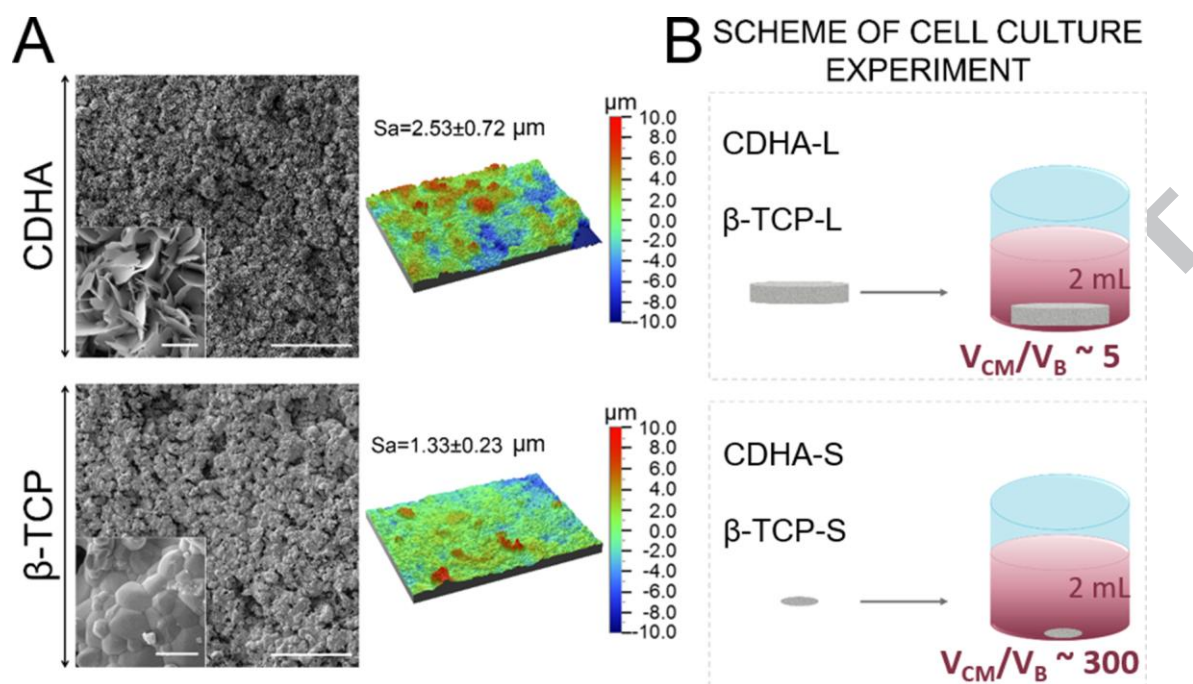 A
CDHA
Sa=2.53±0.72 µm
µm
10.0
8.0
6.0
4.0
2.0
0.0
-2.0
-4.0
-6.0
-8.0
-10.0
β-TCP
Sa=1.33±0.23 µm
µm
10.0
8.0
6.0
4.0
2.0
0.0
-2.0
-4.0
-6.0
-8.0
-10.0
B SCHEME OF CELL CULTURE
EXPERIMENT
CDHA-L
β-TCP-L
2 mL
VCM/VB ~ 5
CDHA-S
β-TCP-S
2 mL
VCM/VB ~ 300